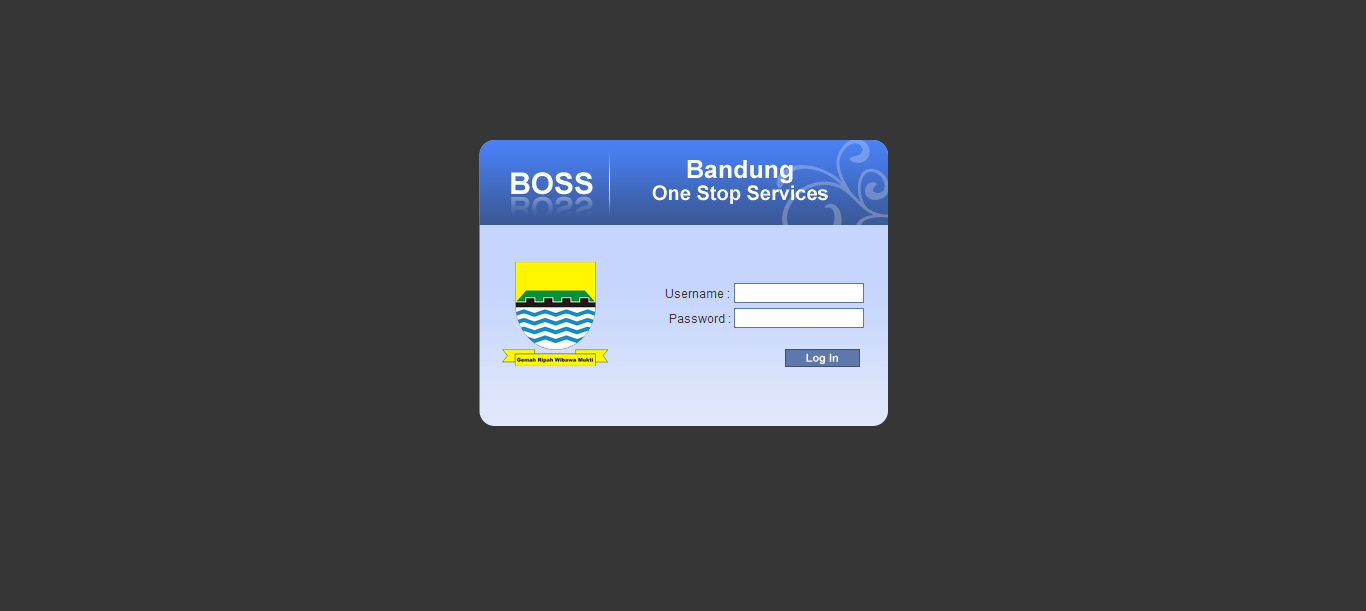 BOSS
Bandung
One Stop Services
Username :
Password :
Log In
Gemah Ripah Wibawa Mukti